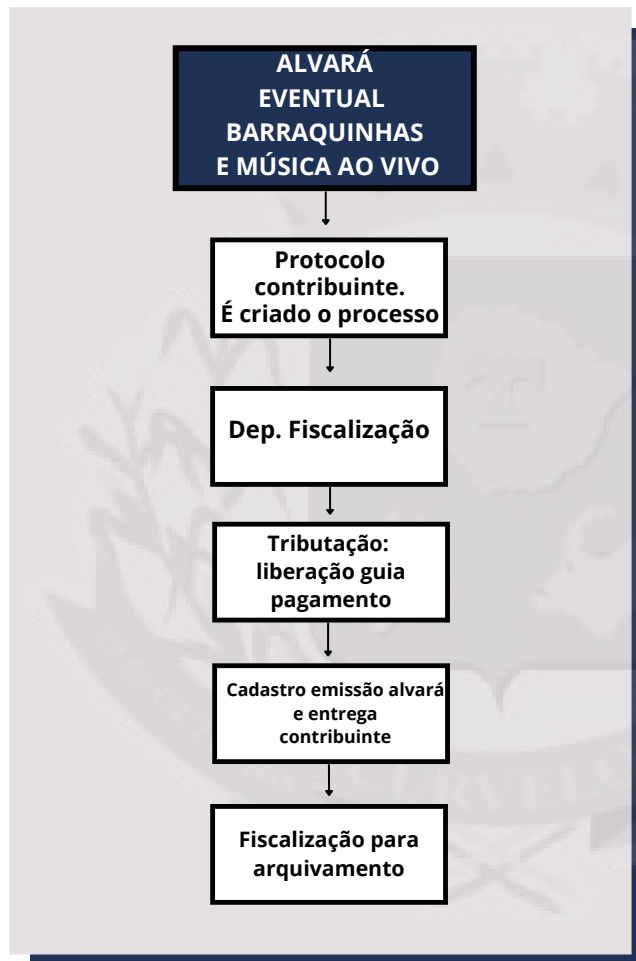 ALVARÁ
EVENTUAL
BARRAQUINHAS
E MÚSICA AO VIVO
Protocolo
contribuinte.
É criado o processo
Dep. Fiscalização
Tributação:
liberação guia
pagamento
Cadastro emissão alvará
e entrega
contribuinte
Fiscalização para
arquivamento
CURVELO